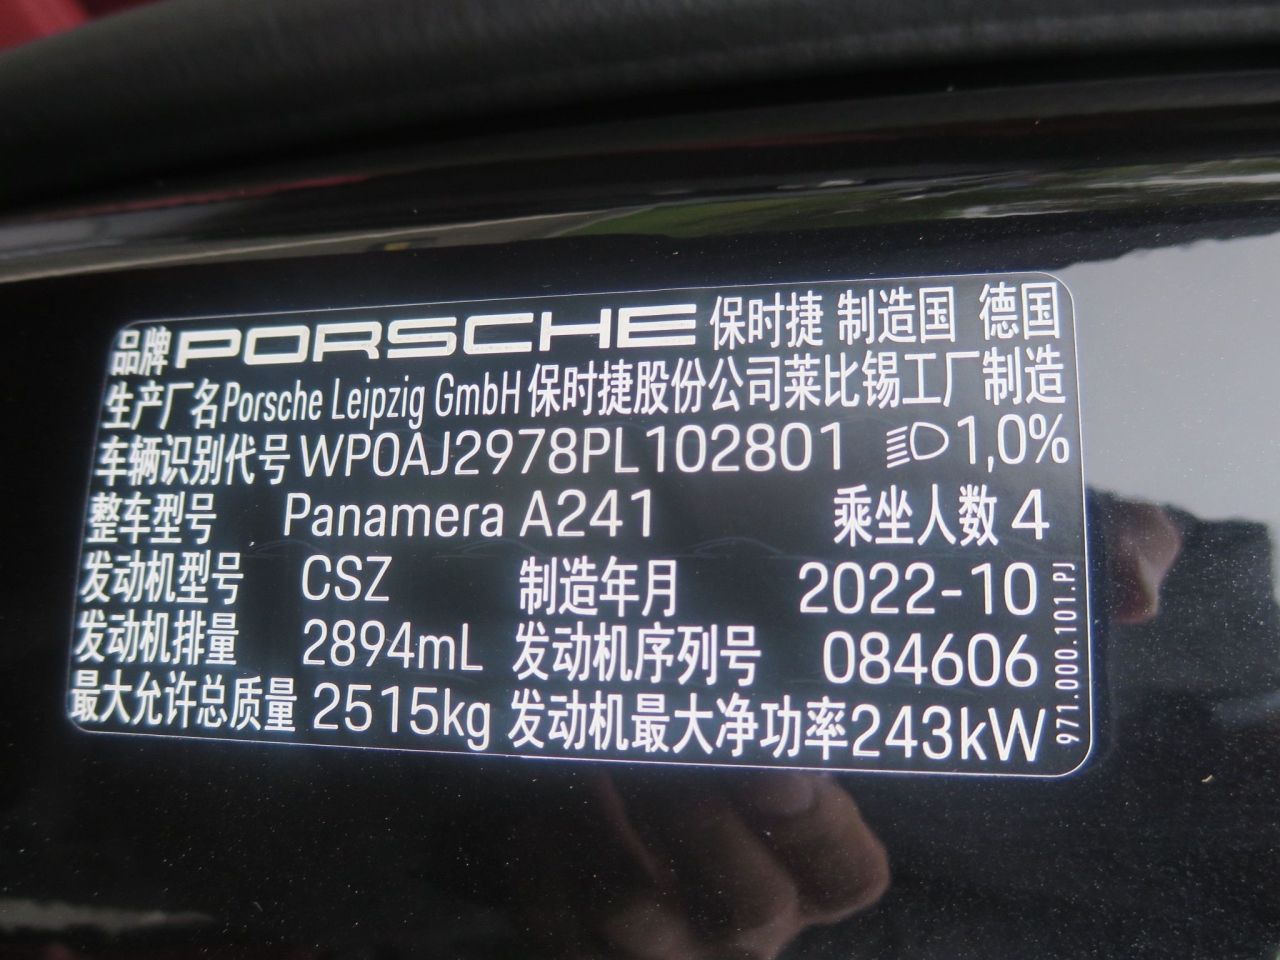 品牌 PORSCHE 保时捷 制造国 德国
生产厂名 Porsche Leipzig GmbH 保时捷股份公司莱比锡工厂制造
车辆识别代号 WP0AJ2978PL102801 1,0%
整车型号 Panamera A241 乘坐人数 4
发动机型号 CSZ 制造年月 2022-10
发动机排量 2894mL 发动机序列号 084606
最大允许总质量 2515kg 发动机最大净功率 243kW
971.000.101.PJ